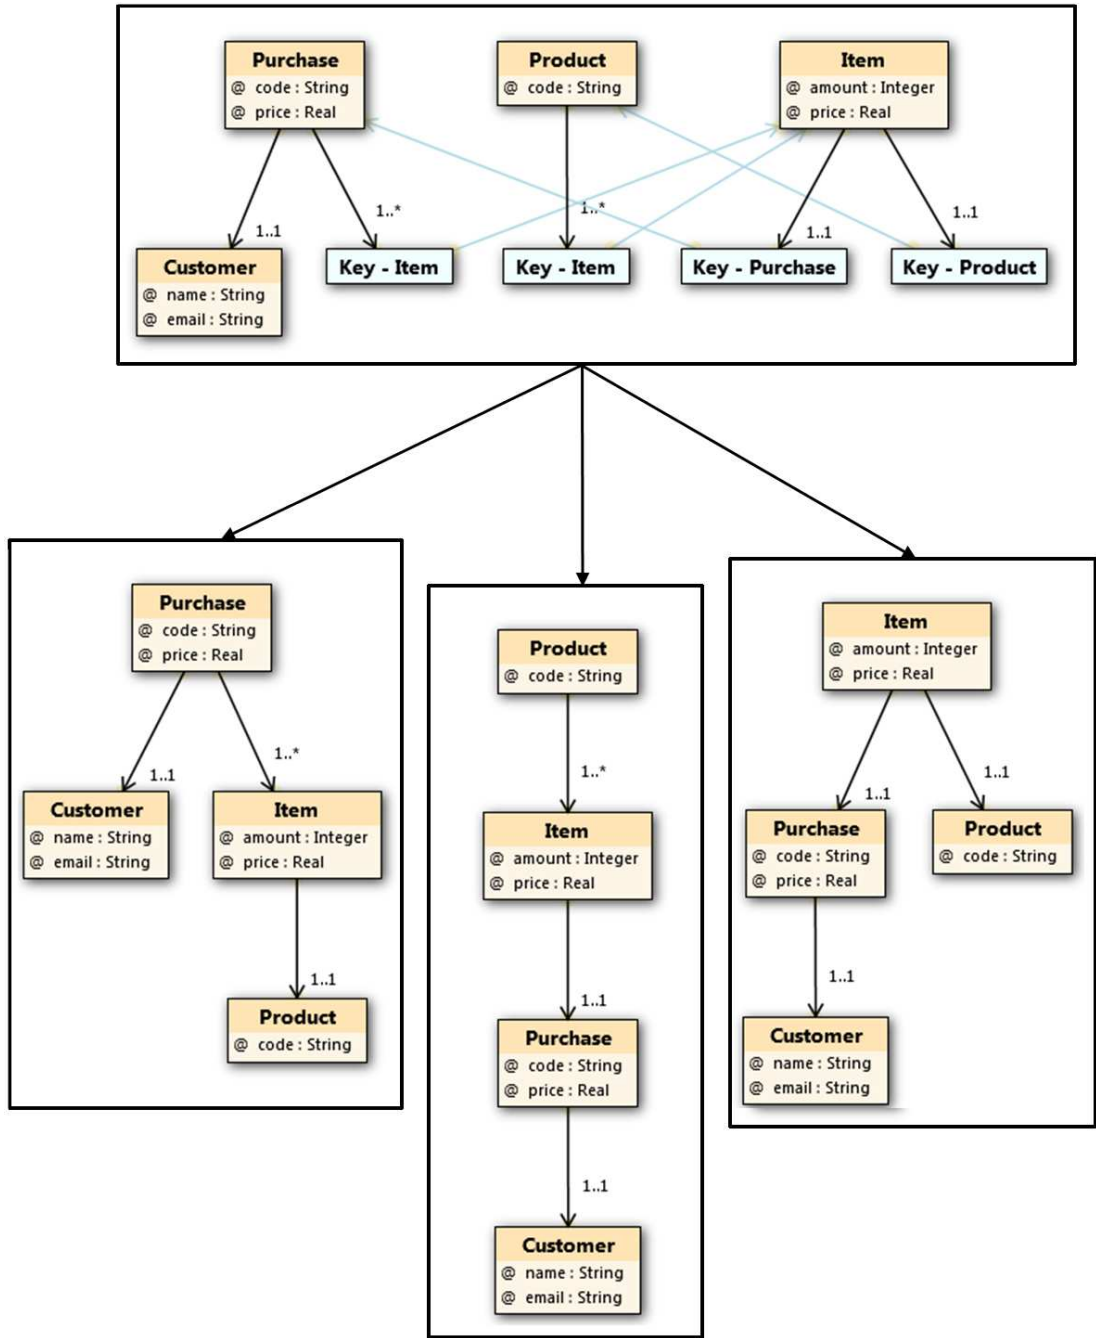 Purchase
@ code : String
@ price : Real
Product
@ code : String
Item
@ amount : Integer
@ price : Real
1..1
1..*
1..*
1..1
1..1
Customer
@ name : String
@ email : String
Key - Item
Key - Item
Key - Purchase
Key - Product
Purchase
@ code : String
@ price : Real
1..1
1..*
Customer
@ name : String
@ email : String
Item
@ amount : Integer
@ price : Real
1..1
Product
@ code : String
Product
@ code : String
1..*
Item
@ amount : Integer
@ price : Real
1..1
Purchase
@ code : String
@ price : Real
1..1
Customer
@ name : String
@ email : String
Item
@ amount : Integer
@ price : Real
1..1
1..1
Purchase
@ code : String
@ price : Real
Product
@ code : String
1..1
Customer
@ name : String
@ email : String